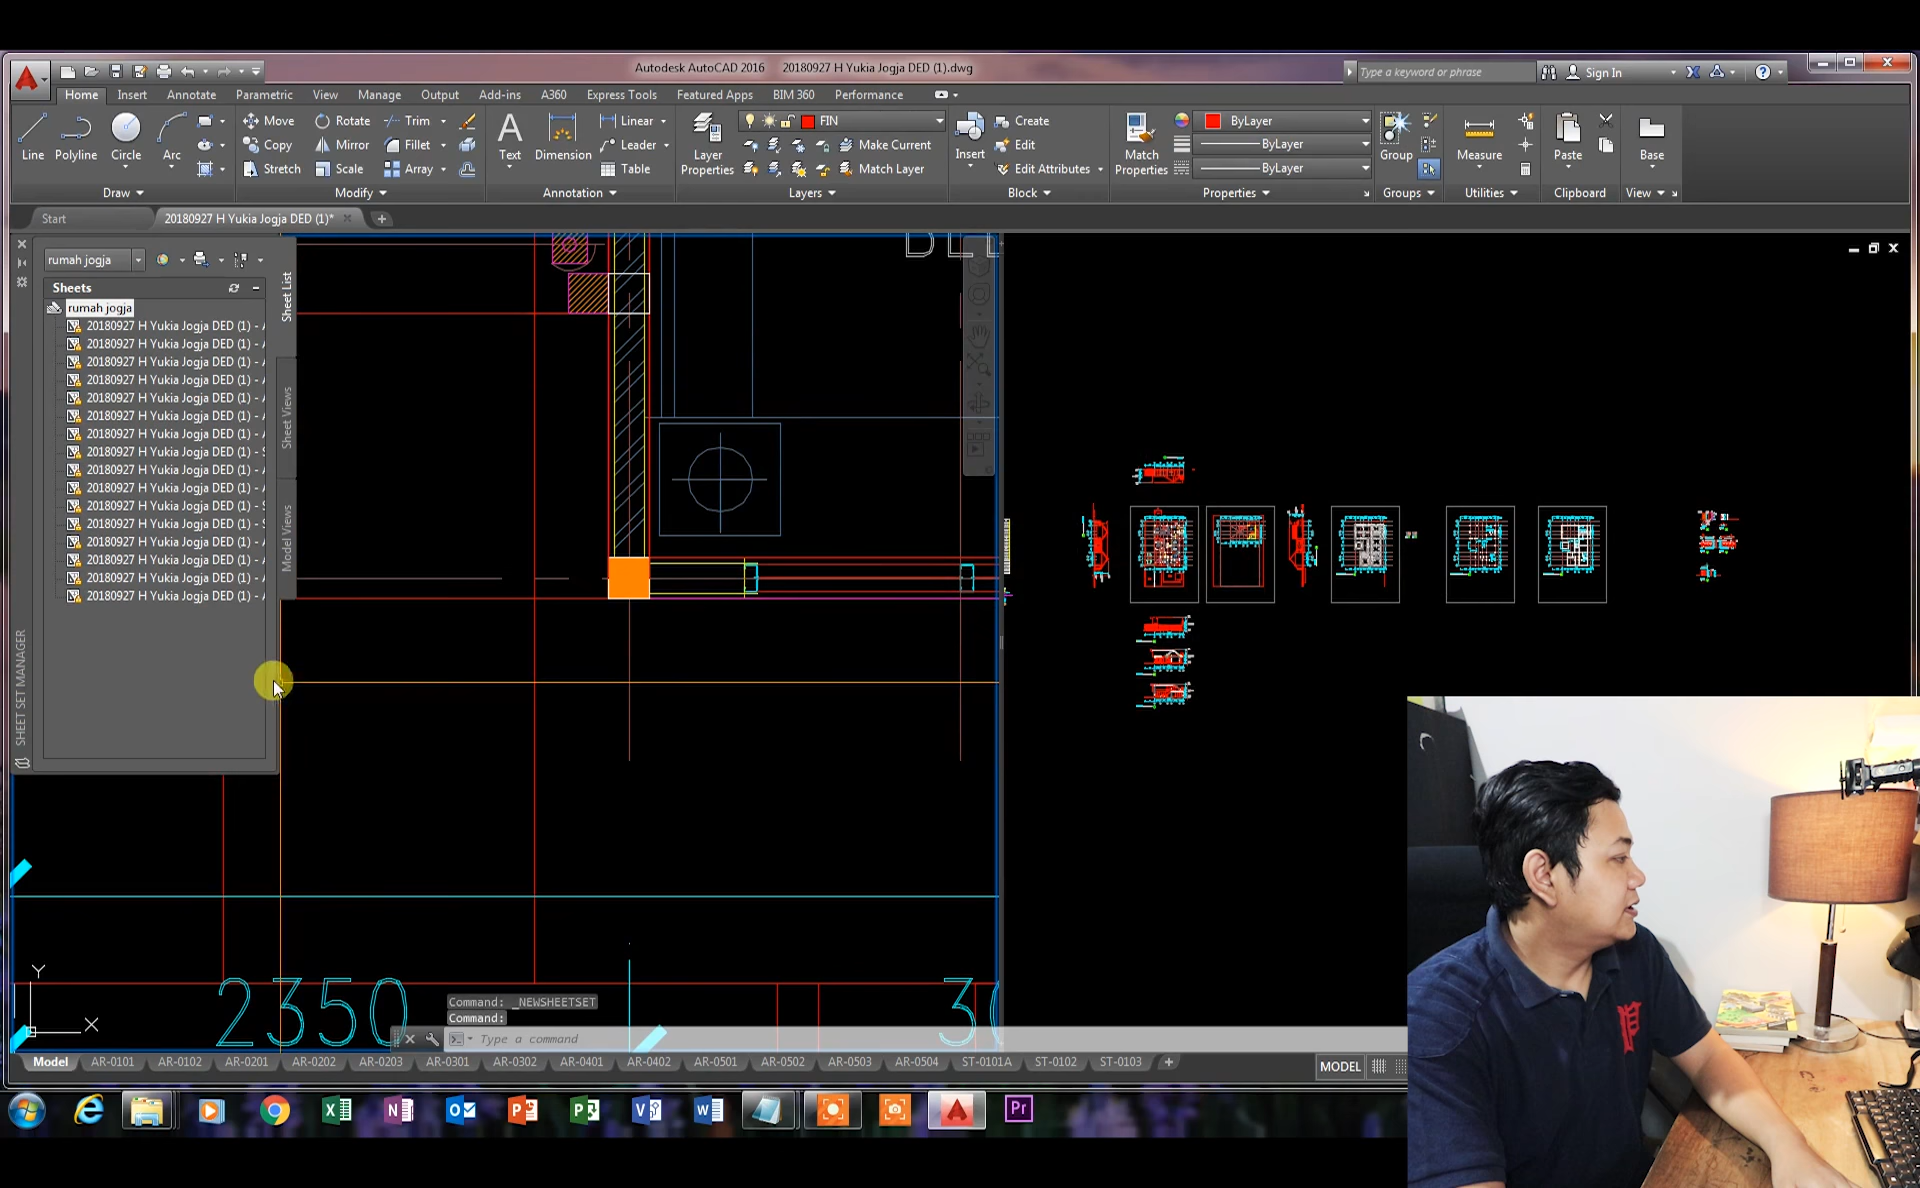 Autodesk AutoCAD 2016 20180927 H Yukia Jogja DED (1).dwg
Type a keyword or phrase
Sign In
Home Insert Annotate Parametric View Manage Output Add-ins A360 Express Tools Featured Apps BIM 360 Performance
Line Polyline Circle Arc
Draw
Move Rotate Trim
Copy Mirror Fillet
Stretch Scale Array
Modify
Text Dimension
Linear
Leader
Table
Annotation
Layer Properties
FIN
Make Current
Match Layer
Layers
Insert
Create
Edit
Edit Attributes
Block
Match Properties
ByLayer
ByLayer
ByLayer
Properties
Group
Groups
Measure
Utilities
Paste
Clipboard
Base
View
Start 20180927 H Yukia Jogja DED (1)*
rumah jogja
Sheets
rumah jogja
20180927 H Yukia Jogja DED (1) - A
20180927 H Yukia Jogja DED (1) - A
20180927 H Yukia Jogja DED (1) - A
20180927 H Yukia Jogja DED (1) - A
20180927 H Yukia Jogja DED (1) - A
20180927 H Yukia Jogja DED (1) - A
20180927 H Yukia Jogja DED (1) - A
20180927 H Yukia Jogja DED (1) - S
20180927 H Yukia Jogja DED (1) - A
20180927 H Yukia Jogja DED (1) - A
20180927 H Yukia Jogja DED (1) - S
20180927 H Yukia Jogja DED (1) - S
20180927 H Yukia Jogja DED (1) - A
20180927 H Yukia Jogja DED (1) - A
20180927 H Yukia Jogja DED (1) - A
20180927 H Yukia Jogja DED (1) - A
Sheet List
Sheet Views
Model Views
SHEET SET MANAGER
2350
30
Y
X
Command: _NEWSHEETSET
Command:
Type a command
Model AR-0101 AR-0102 AR-0201 AR-0202 AR-0203 AR-0301 AR-0302 AR-0401 AR-0402 AR-0501 AR-0502 AR-0503 AR-0504 ST-0101A ST-0102 ST-0103
MODEL
Pr